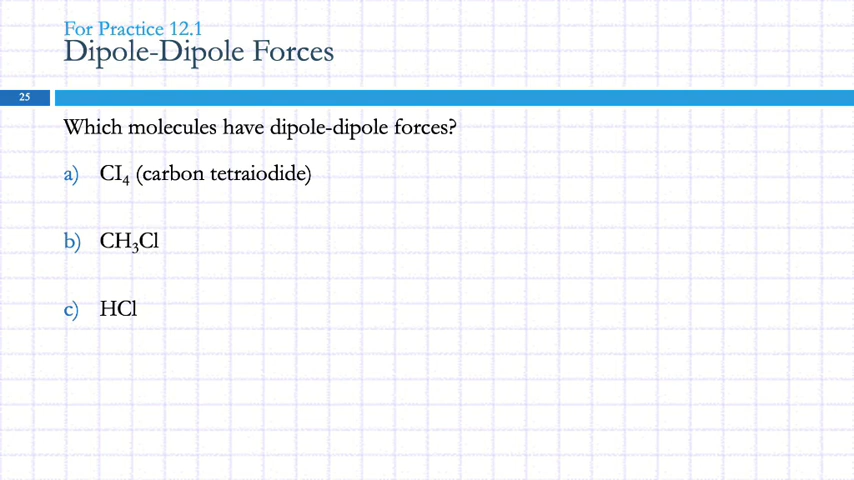 For Practice 12.1
Dipole-Dipole Forces
25
Which molecules have dipole-dipole forces?
a) CI₄ (carbon tetraiodide)
b) CH₃Cl
c) HCl